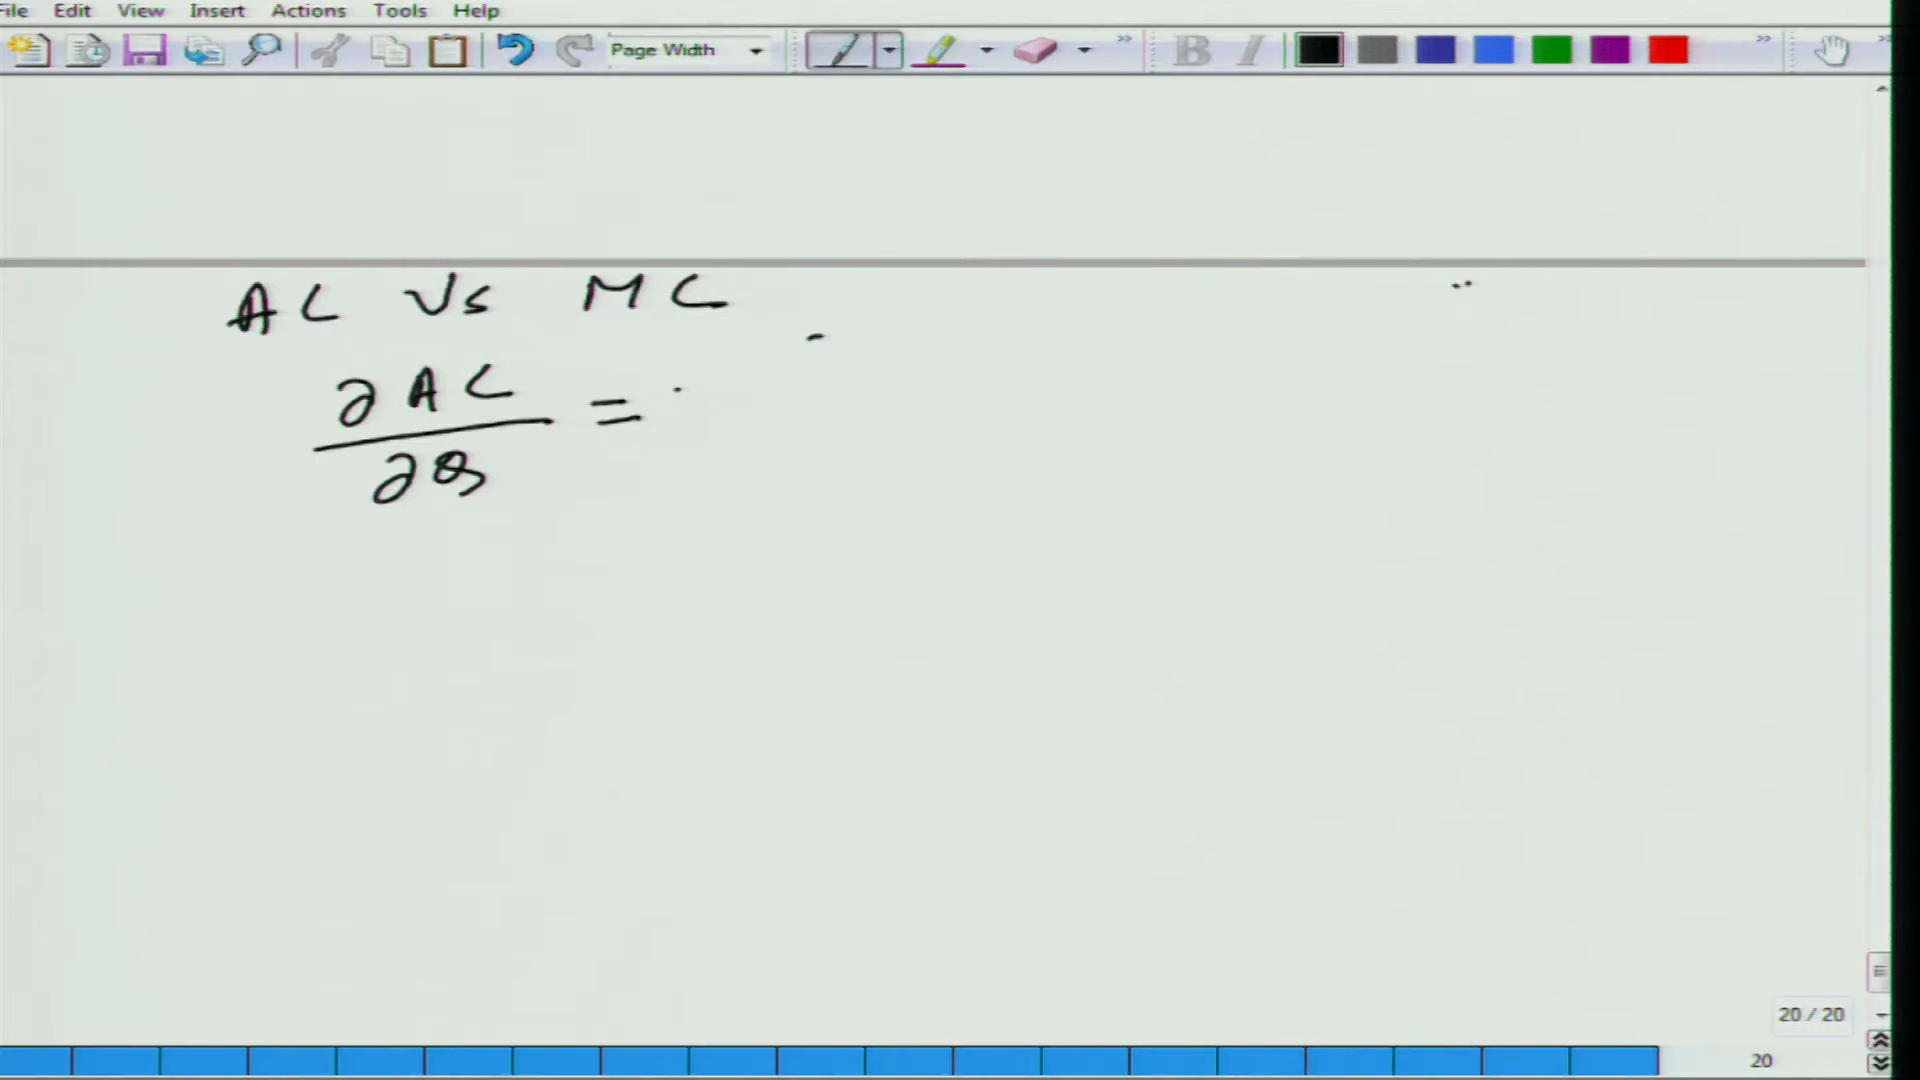 File Edit View Insert Actions Tools Help
Page Width B I
AC Vs MC
∂AC
=
∂Q
20 / 20
20